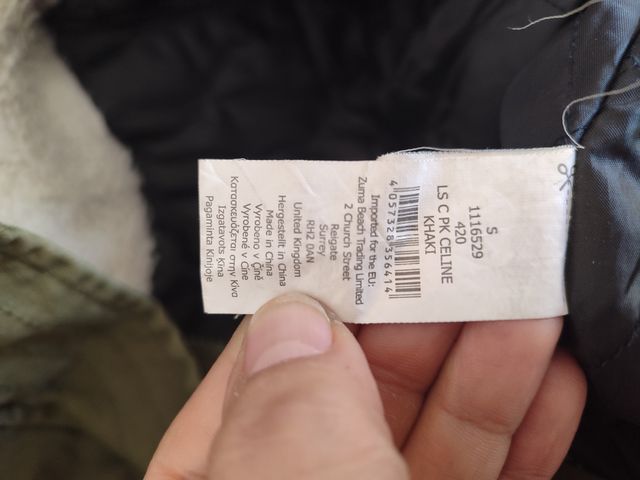 S
1116529
420
LS C PK CELINE
KHAKI
4 057328 356414
Imported for the EU:
Zuma Beach Trading Limited
2 Church Street
Reigate
Surrey
RH2 0AN
United Kingdom
Hergestellt in China
Made in China
Vyrobeno v Číně
Vyrobené v Číne
Κατασκευάζεται στην Κίνα
Izgatavots Ķīnā
Pagaminta Kinijoje